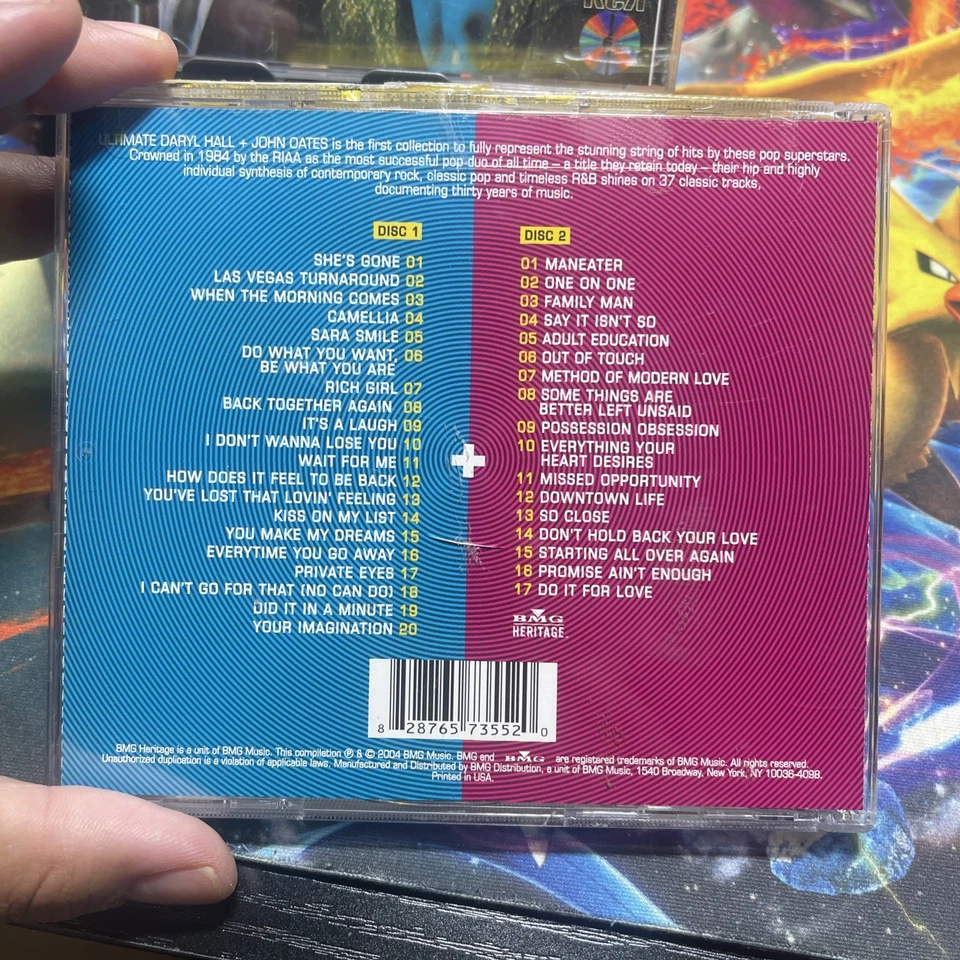 RCA
ULTIMATE DARYL HALL + JOHN OATES is the first collection to fully represent the stunning string of hits by these pop superstars.
Crowned in 1984 by the RIAA as the most successful pop duo of all time – a title they retain today – their hip and highly
individual synthesis of contemporary rock, classic pop and timeless R&B shines on 37 classic tracks,
documenting thirty years of music.
DISC 1
SHE'S GONE 01
LAS VEGAS TURNAROUND 02
WHEN THE MORNING COMES 03
CAMELLIA 04
SARA SMILE 05
DO WHAT YOU WANT, 06
BE WHAT YOU ARE
RICH GIRL 07
BACK TOGETHER AGAIN 08
IT'S A LAUGH 09
I DON'T WANNA LOSE YOU 10
WAIT FOR ME 11
HOW DOES IT FEEL TO BE BACK 12
YOU'VE LOST THAT LOVIN' FEELING 13
KISS ON MY LIST 14
YOU MAKE MY DREAMS 15
EVERYTIME YOU GO AWAY 16
PRIVATE EYES 17
I CAN'T GO FOR THAT (NO CAN DO) 18
DID IT IN A MINUTE 19
YOUR IMAGINATION 20
DISC 2
01 MANEATER
02 ONE ON ONE
03 FAMILY MAN
04 SAY IT ISN'T SO
05 ADULT EDUCATION
06 OUT OF TOUCH
07 METHOD OF MODERN LOVE
08 SOME THINGS ARE
BETTER LEFT UNSAID
09 POSSESSION OBSESSION
10 EVERYTHING YOUR
HEART DESIRES
11 MISSED OPPORTUNITY
12 DOWNTOWN LIFE
13 SO CLOSE
14 DON'T HOLD BACK YOUR LOVE
15 STARTING ALL OVER AGAIN
16 PROMISE AIN'T ENOUGH
17 DO IT FOR LOVE
BMG
HERITAGE.
8 28765 73552 0
BMG Heritage is a unit of BMG Music. This compilation ℗ & © 2004 BMG Music. BMG and BMG are registered trademarks of BMG Music. All rights reserved.
Unauthorized duplication is a violation of applicable laws. Manufactured and Distributed by BMG Distribution, a unit of BMG Music, 1540 Broadway, New York, NY 10036-4098.
Printed in USA.